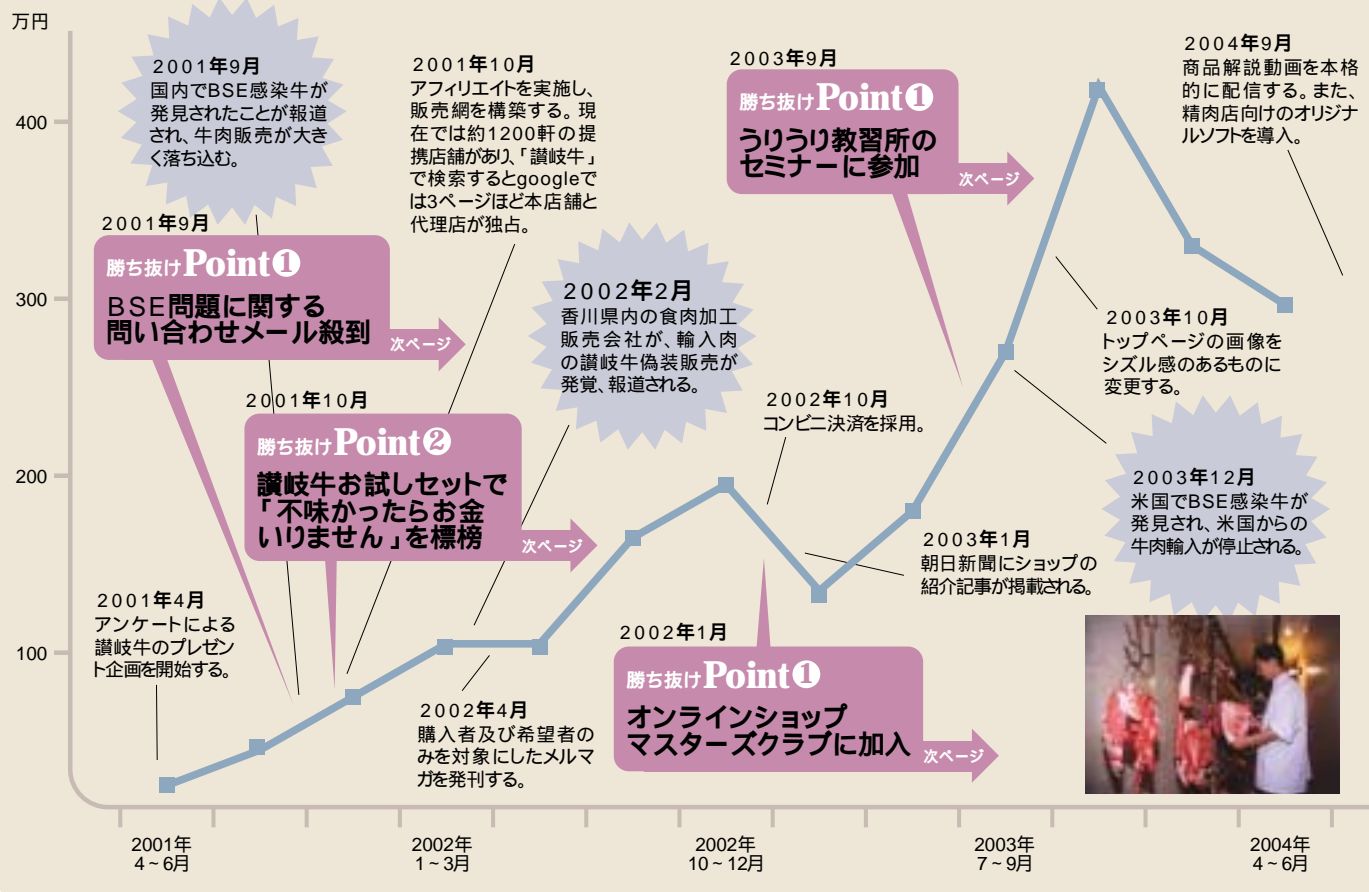 万円
400
300
200
100
2001年9月
国内でBSE感染牛が
発見されたことが報道
され、牛肉販売が大き
く落ち込む。
2001年9月
勝ち抜けPoint❶
BSE問題に関する
問い合わせメール殺到
次ページ
2001年10月
アフィリエイトを実施し、
販売網を構築する。現
在では約1200軒の提
携店舗があり、「讃岐牛」
で検索するとgoogleで
は3ページほど本店舗と
代理店が独占。
2001年10月
勝ち抜けPoint❷
讃岐牛お試しセットで
「不味かったらお金
いりません」を標榜
次ページ
2001年4月
アンケートによる
讃岐牛のプレゼン
ト企画を開始する。
2002年2月
香川県内の食肉加工
販売会社が、輸入肉
の讃岐牛偽装販売が
発覚、報道される。
2002年4月
購入者及び希望者の
みを対象にしたメルマ
ガを発刊する。
2002年10月
コンビニ決済を採用。
2002年1月
勝ち抜けPoint❶
オンラインショップ
マスターズクラブに加入
次ページ
2003年1月
朝日新聞にショップの
紹介記事が掲載される。
2003年9月
勝ち抜けPoint❶
うりうり教習所の
セミナーに参加
次ページ
2003年10月
トップページの画像を
シズル感のあるものに
変更する。
2003年12月
米国でBSE感染牛が
発見され、米国からの
牛肉輸入が停止される。
2004年9月
商品解説動画を本格
的に配信する。また、
精肉店向けのオリジナ
ルソフトを導入。
2001年
4~6月
2002年
1~3月
2002年
10~12月
2003年
7~9月
2004年
4~6月